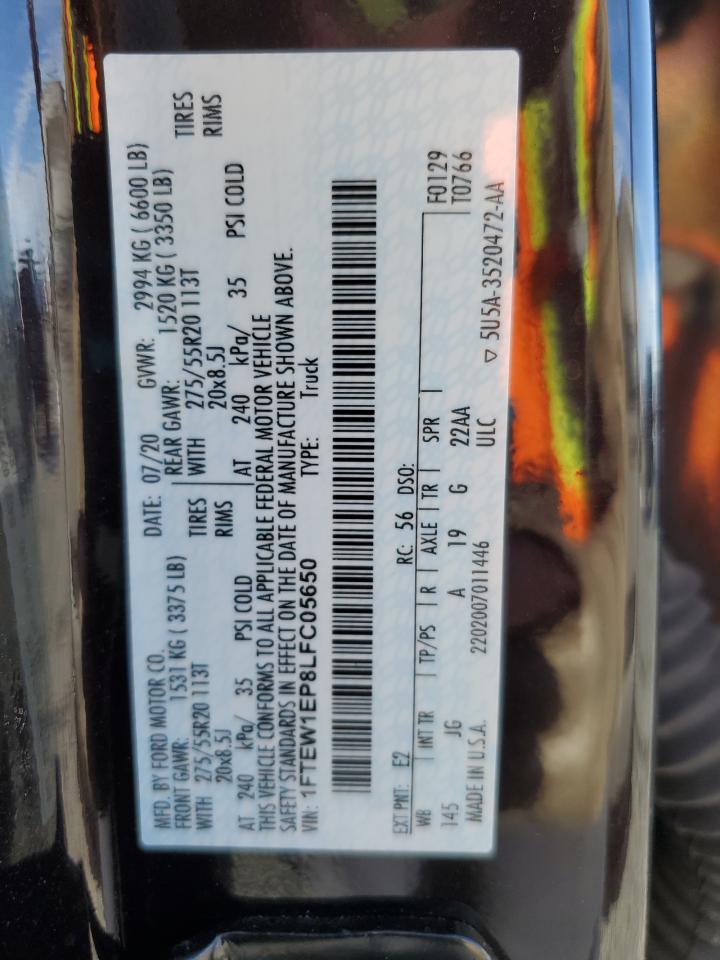 MFD. BY FORD MOTOR CO. DATE: 07/20 GVWR: 2994 KG ( 6600 LB)
FRONT GAWR: 1531 KG ( 3375 LB) REAR GAWR: 1520 KG ( 3350 LB)
WITH 275/55R20 113T TIRES WITH 275/55R20 113T TIRES
20x8.5J RIMS 20x8.5J RIMS
AT 240 kPa/ 35 PSI COLD AT 240 kPa/ 35 PSI COLD
THIS VEHICLE CONFORMS TO ALL APPLICABLE FEDERAL MOTOR VEHICLE
SAFETY STANDARDS IN EFFECT ON THE DATE OF MANUFACTURE SHOWN ABOVE.
VIN: 1FTEW1EP8LFC05650 TYPE: Truck
EXT PNT: E2 RC: 56 DSO:
WB INT TR TP/PS R AXLE TR SPR F0129
145 JG A 19 G 22AA T0766
ULC
MADE IN U.S.A. 2202007011446 ▽ 5U5A-3520472-AA